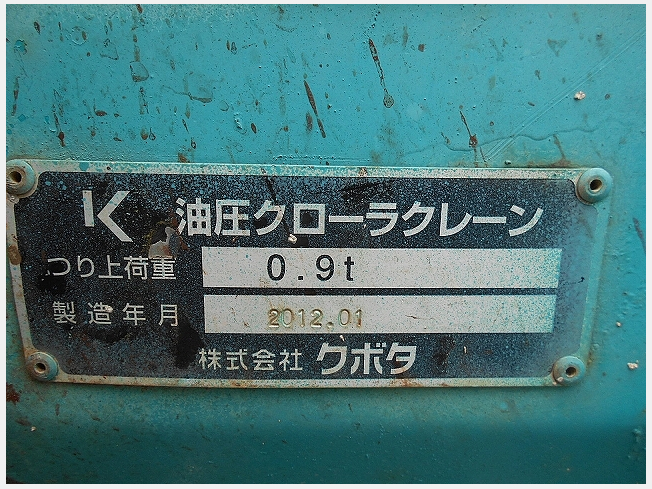 K 油圧クローラクレーン
つり上荷重 0.9t
製造年月 2012.01
株式会社 クボタ